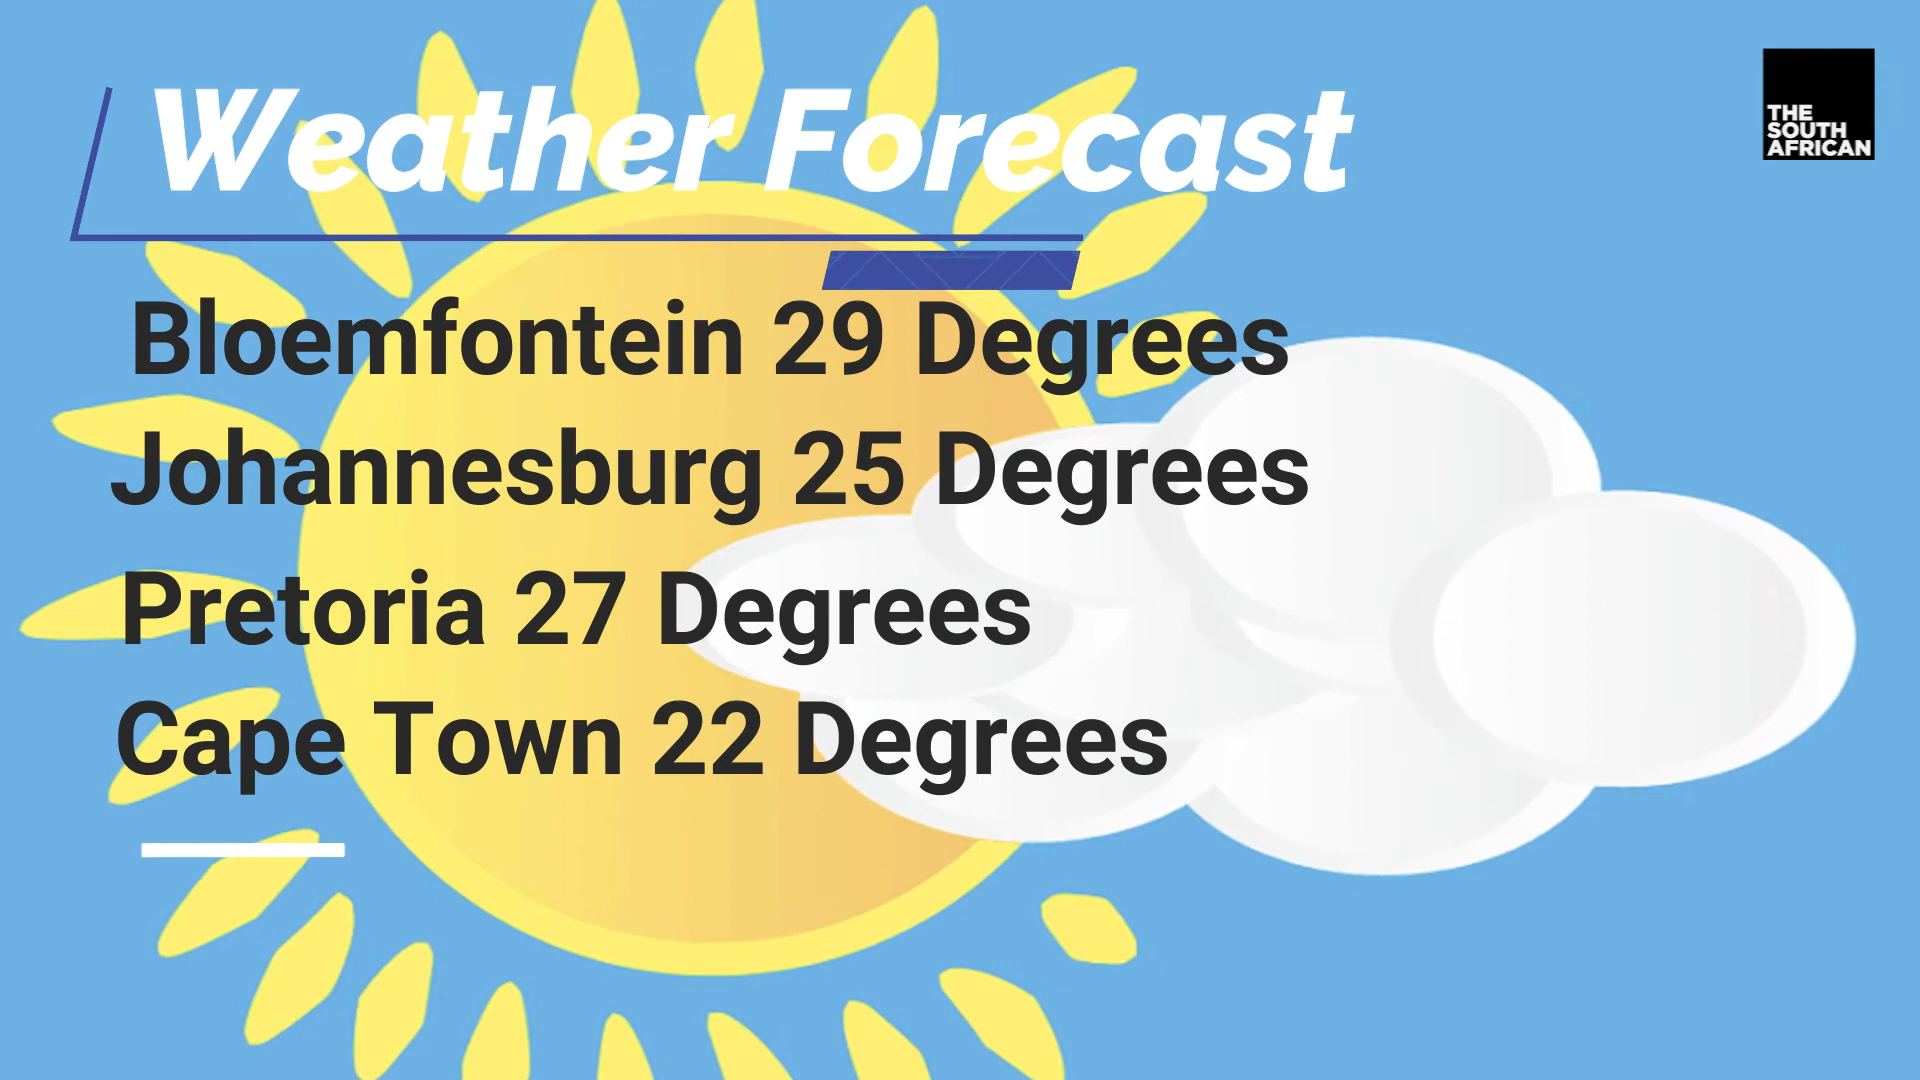 Weather Forecast
THE
SOUTH
AFRICAN
Bloemfontein 29 Degrees
Johannesburg 25 Degrees
Pretoria 27 Degrees
Cape Town 22 Degrees